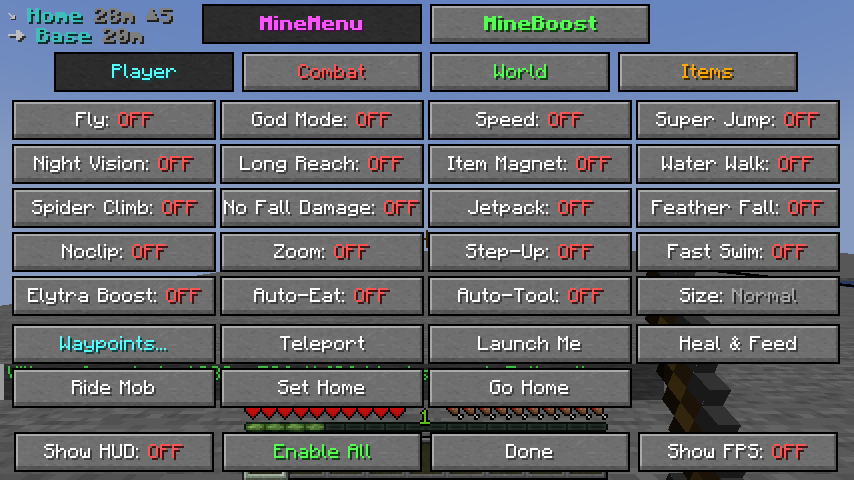 Home 28m ▲5
MineMenu MineBoost
→ Base 29m
Player Combat World Items
Fly: OFF God Mode: OFF Speed: OFF Super Jump: OFF
Night Vision: OFF Long Reach: OFF Item Magnet: OFF Water Walk: OFF
Spider Climb: OFF No Fall Damage: OFF Jetpack: OFF Feather Fall: OFF
Noclip: OFF Zoom: OFF Step-Up: OFF Fast Swim: OFF
Elytra Boost: OFF Auto-Eat: OFF Auto-Tool: OFF Size: Normal
Waypoints... Teleport Launch Me Heal & Feed
Ride Mob Set Home Go Home
1
Show HUD: OFF Enable All Done Show FPS: OFF